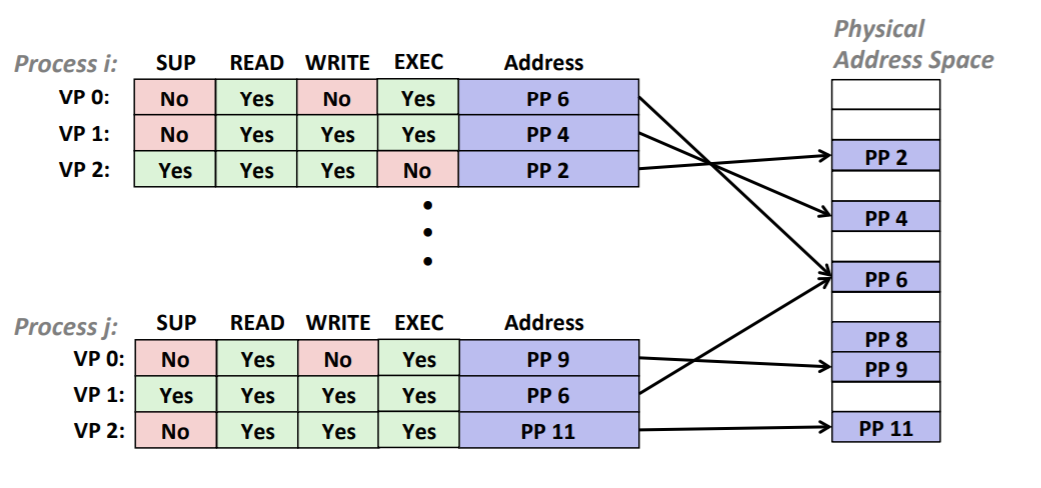 Physical
Address Space
Process i: SUP READ WRITE EXEC Address
VP 0: No Yes No Yes PP 6
VP 1: No Yes Yes Yes PP 4
VP 2: Yes Yes Yes No PP 2
PP 2
PP 4
PP 6
PP 8
PP 9
PP 11
Process j: SUP READ WRITE EXEC Address
VP 0: No Yes No Yes PP 9
VP 1: Yes Yes Yes Yes PP 6
VP 2: No Yes Yes Yes PP 11